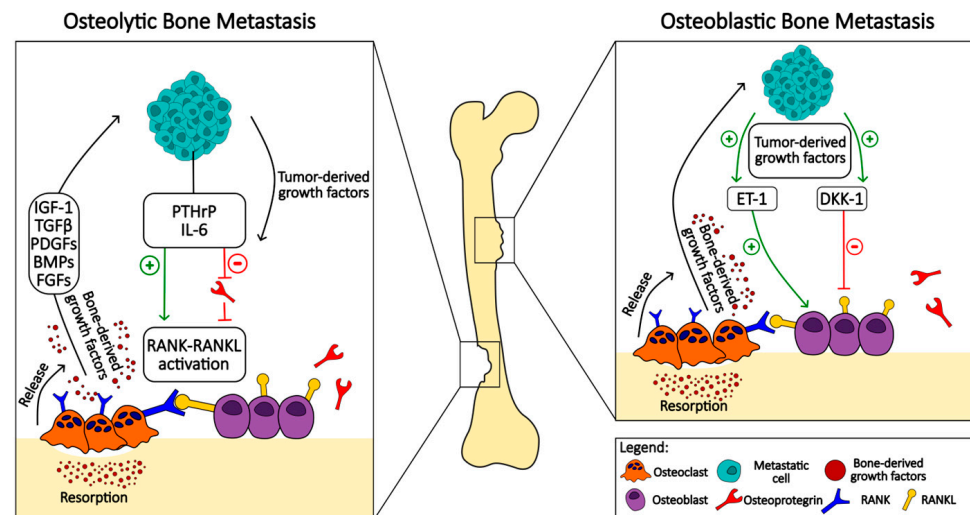 Osteolytic Bone Metastasis
IGF-1
TGFβ
PDGFs
BMPs
FGFs
PTHrP
IL-6
Tumor-derived
growth factors
+
−
Bone-derived
growth factors
RANK-RANKL
activation
Release
Resorption
Osteoblastic Bone Metastasis
+
+
Tumor-derived
growth factors
ET-1
DKK-1
+
−
Bone-derived
growth factors
Release
Resorption
Legend:
Osteoclast
Metastatic
cell
Bone-derived
growth factors
Osteoblast
Osteoprotegrin
RANK
RANKL